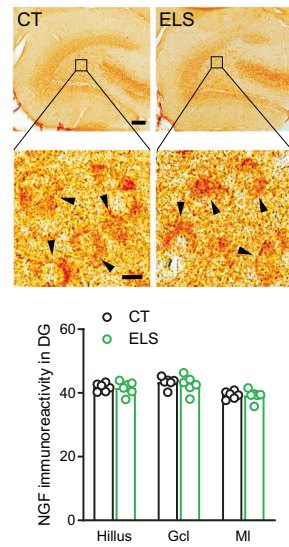 CT ELS
CT
ELS
NGF immunoreactivity in DG
60
40
20
0
Hillus Gcl Ml